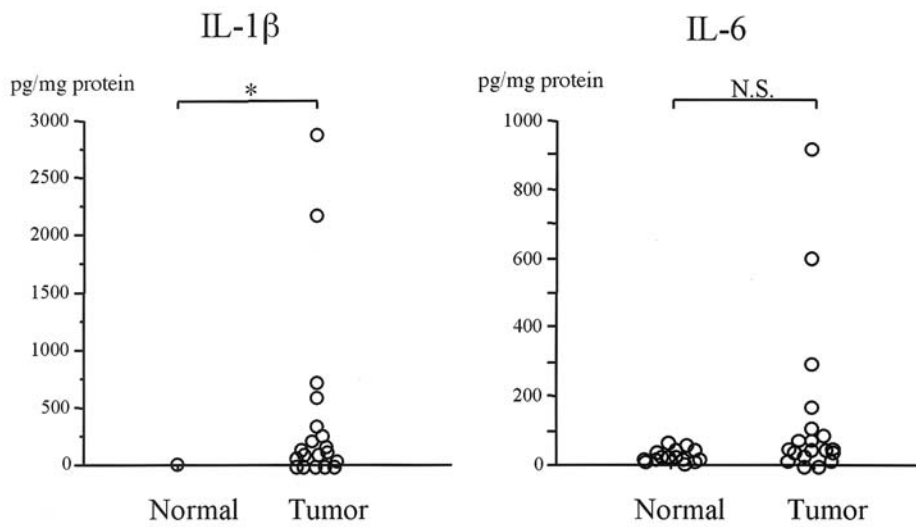 IL-1β
pg/mg protein
*
3000
2500
2000
1500
1000
500
0
Normal Tumor
IL-6
pg/mg protein
N.S.
1000
800
600
400
200
0
Normal Tumor